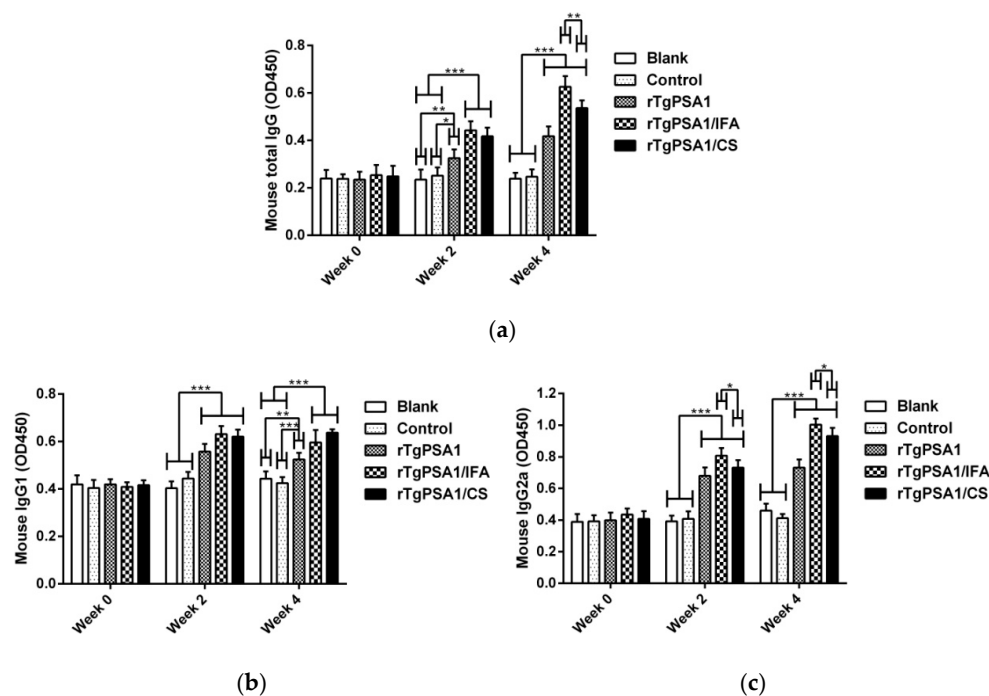 Mouse total IgG (OD450)
0.8
0.6
0.4
0.2
0.0
***
**
*
***
**
Week 0
Week 2
Week 4
Blank
Control
rTgPSA1
rTgPSA1/IFA
rTgPSA1/CS
(a)
Mouse IgG1 (OD450)
0.8
0.6
0.4
0.2
0.0
***
***
**
***
Week 0
Week 2
Week 4
Blank
Control
rTgPSA1
rTgPSA1/IFA
rTgPSA1/CS
(b)
Mouse IgG2a (OD450)
1.2
1.0
0.8
0.6
0.4
0.2
0.0
***
*
***
*
Week 0
Week 2
Week 4
Blank
Control
rTgPSA1
rTgPSA1/IFA
rTgPSA1/CS
(c)